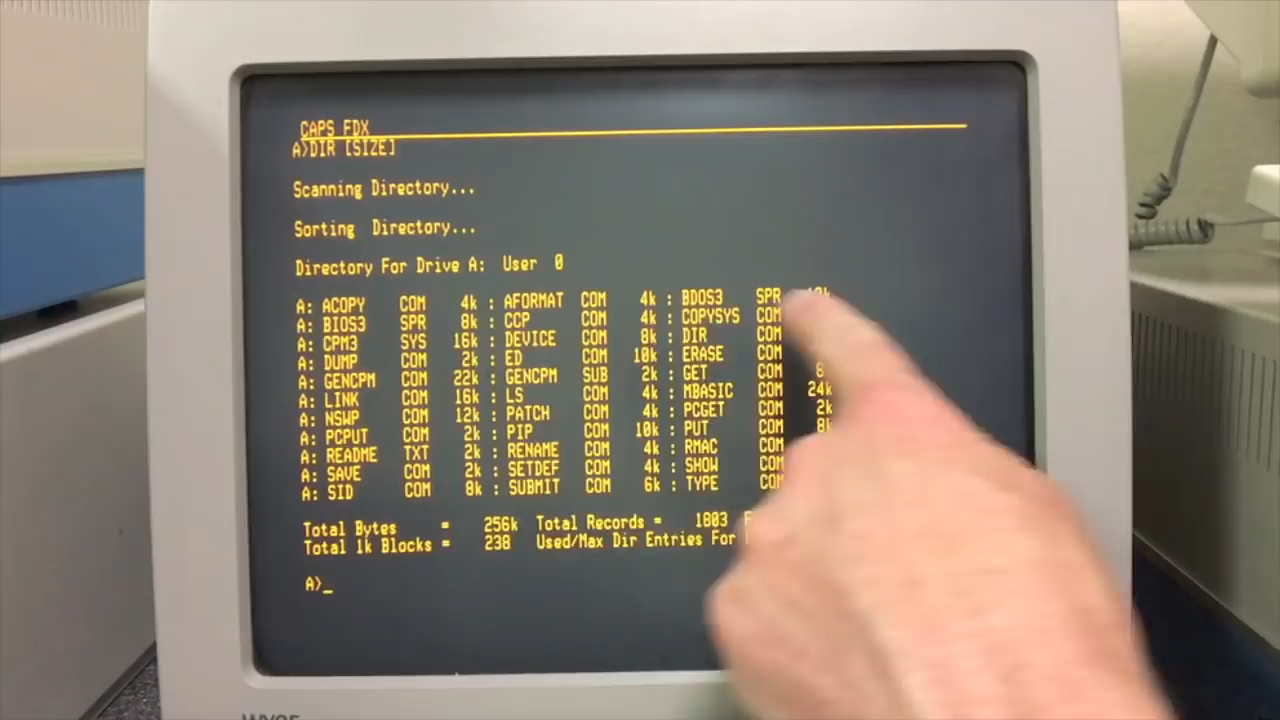 CAPS FDX
A>DIR [SIZE]
Scanning Directory...
Sorting Directory...
Directory For Drive A: User 0
A: ACOPY COM 4k : AFORMAT COM 4k : BDOS3 SPR
A: BIOS3 SPR 8k : CCP COM 4k : COPYSYS COM
A: CPM3 SYS 16k : DEVICE COM 8k : DIR COM
A: DUMP COM 2k : ED COM 10k : ERASE COM
A: GENCPM COM 22k : GENCPM SUB 2k : GET COM
A: LINK COM 16k : LS COM 4k : MBASIC COM 24k
A: NSWP COM 12k : PATCH COM 4k : PCGET COM 2k
A: PCPUT COM 2k : PIP COM 10k : PUT COM 8k
A: README TXT 2k : RENAME COM 4k : RMAC COM
A: SAVE COM 2k : SETDEF COM 4k : SHOW COM
A: SID COM 8k : SUBMIT COM 6k : TYPE COM
Total Bytes = 256k Total Records = 1803
Total 1k Blocks = 238 Used/Max Dir Entries For
A>_
WYSE